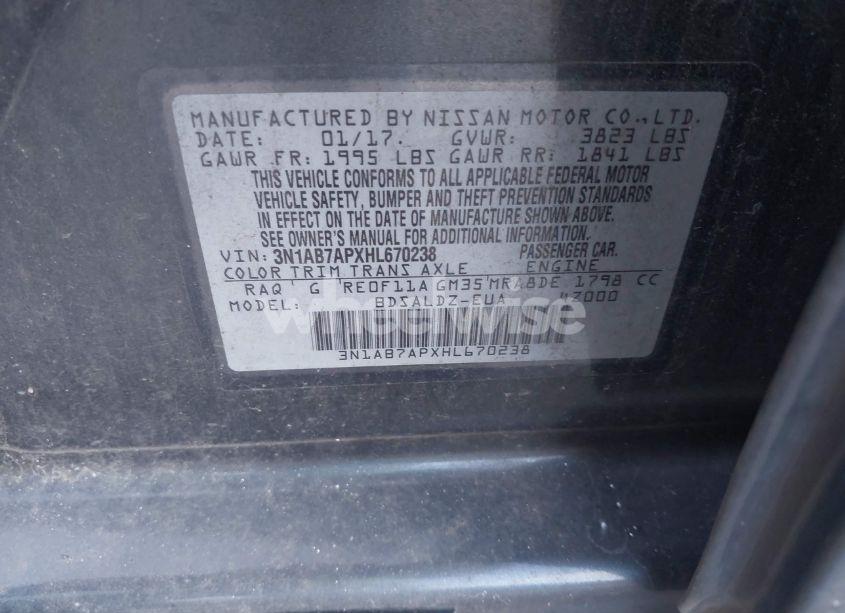 MANUFACTURED BY NISSAN MOTOR CO., LTD.
DATE: 01/17. GVWR: 3823 LBS
GAWR FR: 1995 LBS GAWR RR: 1841 LBS
THIS VEHICLE CONFORMS TO ALL APPLICABLE FEDERAL MOTOR
VEHICLE SAFETY, BUMPER AND THEFT PREVENTION STANDARDS
IN EFFECT ON THE DATE OF MANUFACTURE SHOWN ABOVE.
SEE OWNER'S MANUAL FOR ADDITIONAL INFORMATION.
VIN: 3N1AB7APXHL670238 PASSENGER CAR.
COLOR TRIM TRANS AXLE ENGINE
RAQ G RE0F11A GM35 MRA8DE 1798 CC
MODEL: BDSALDZ-EUA
wheelwise
3N1AB7APXHL670238